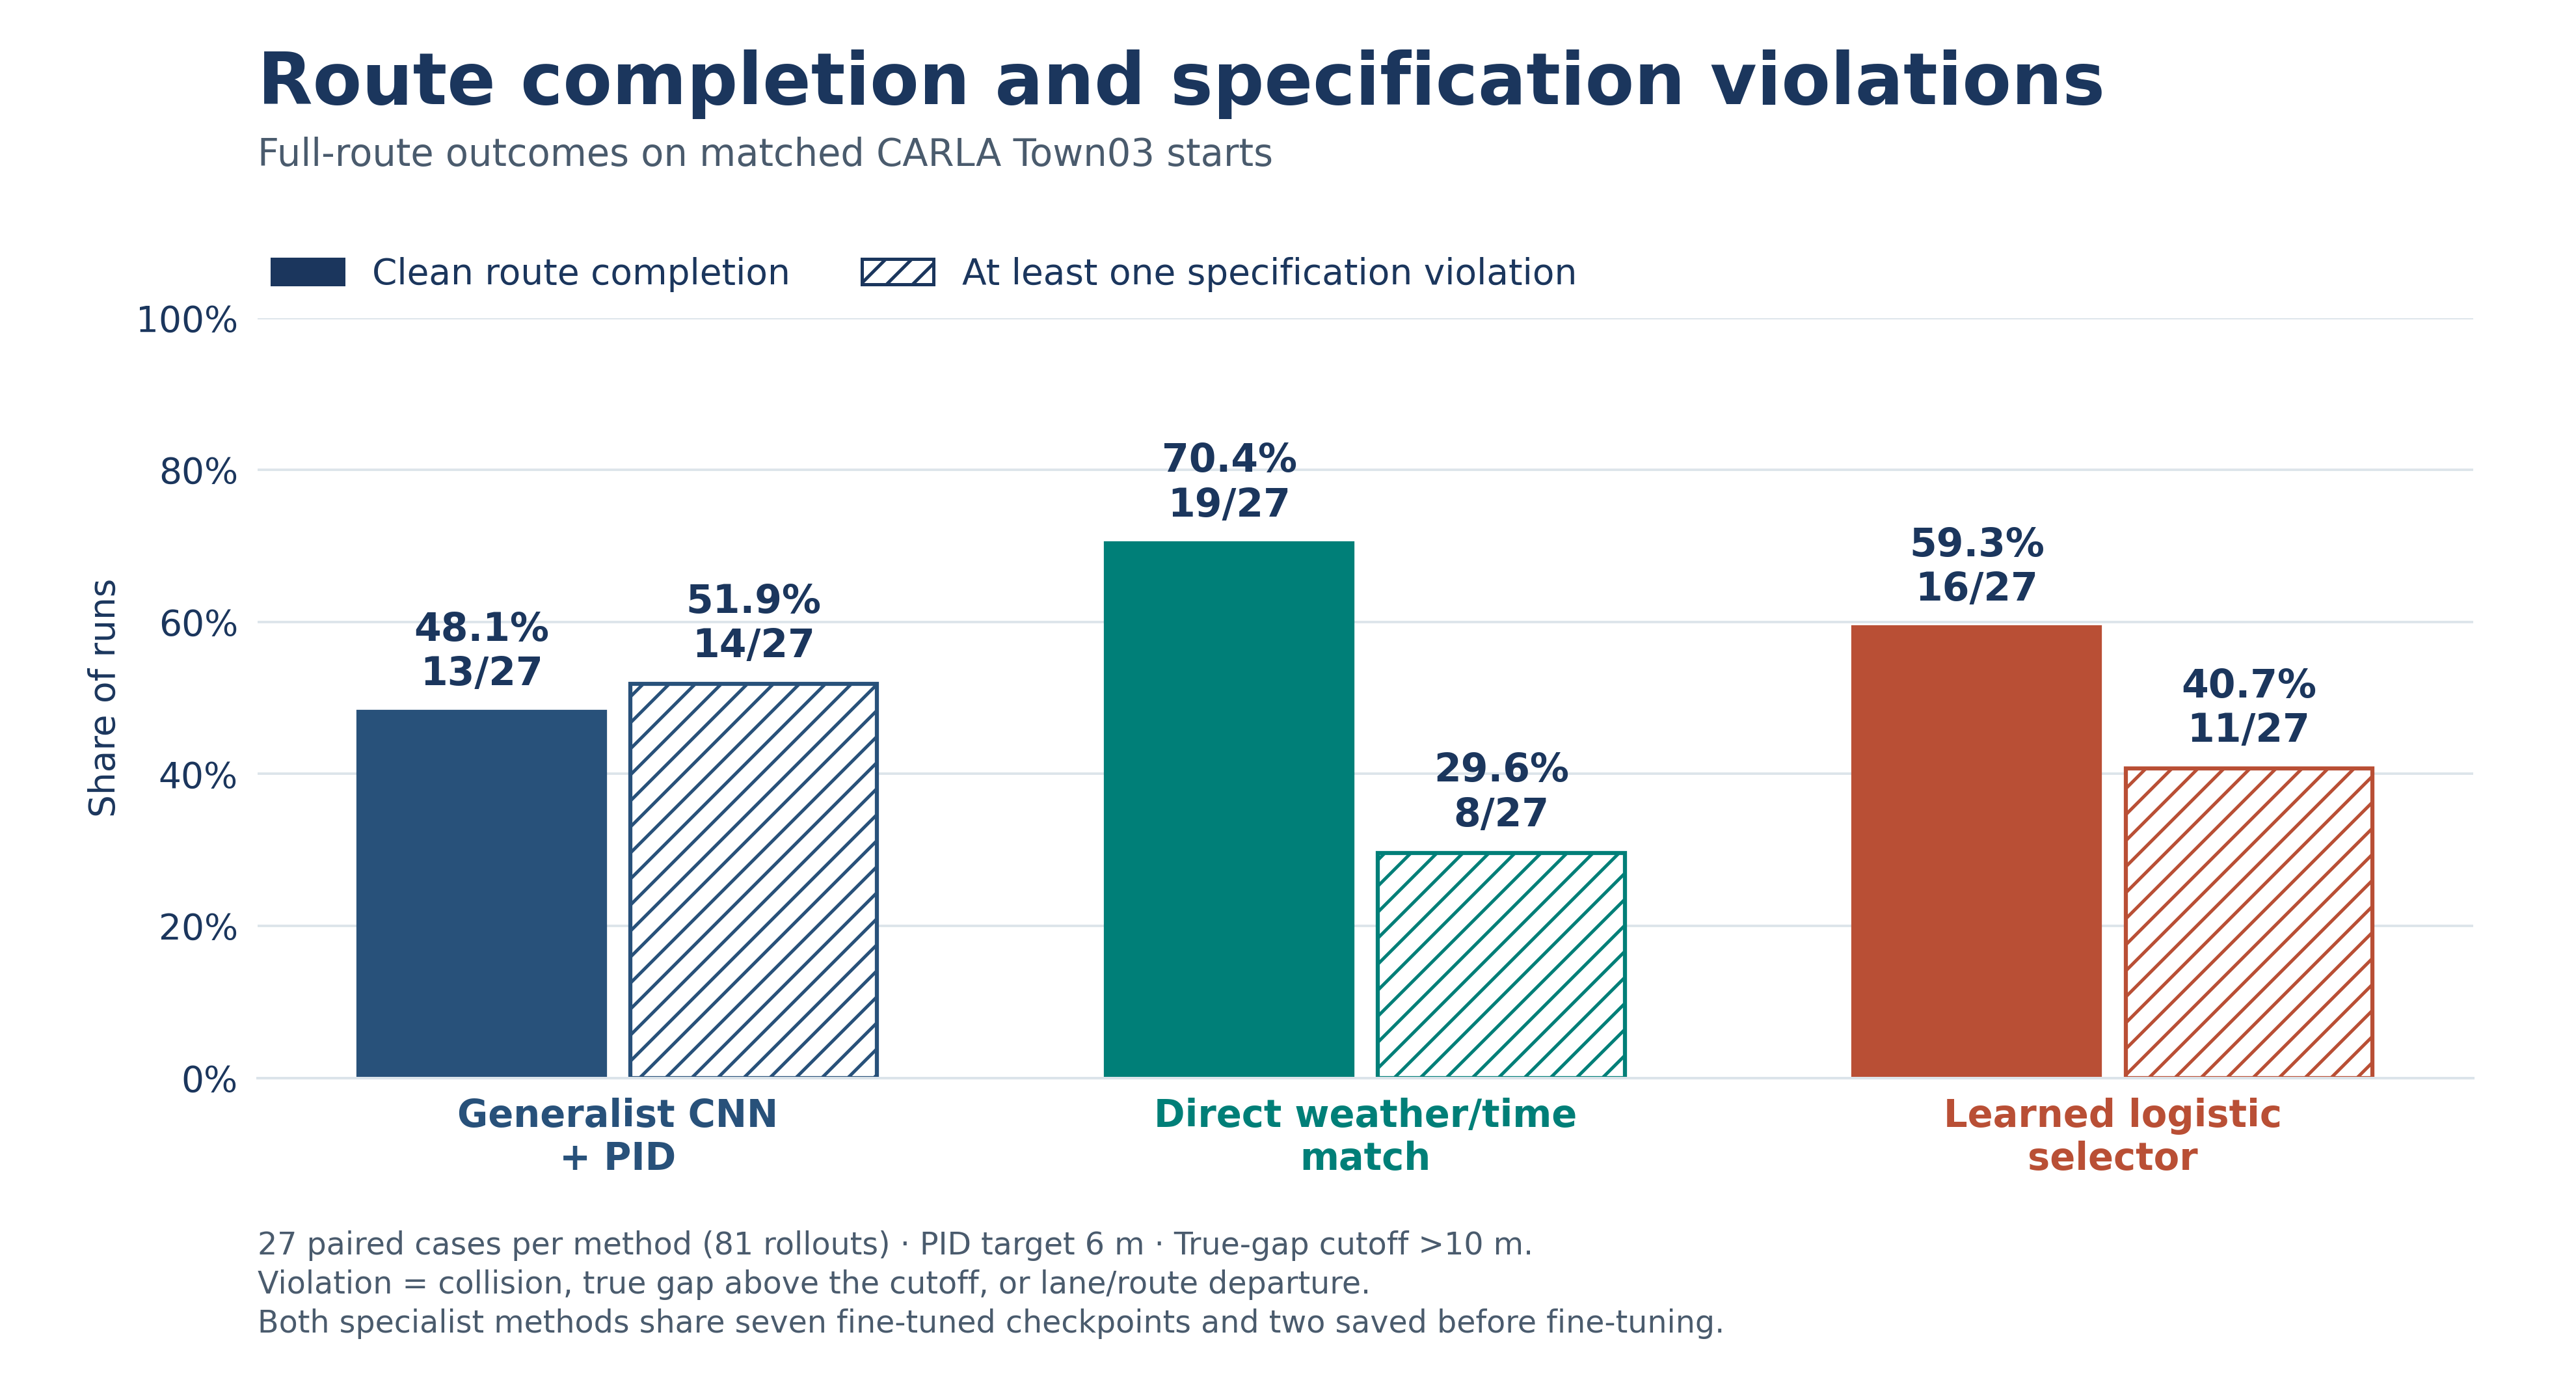 Route completion and specification violations
Full-route outcomes on matched CARLA Town03 starts
Clean route completion
At least one specification violation
100%
80%
60%
40%
20%
0%
Share of runs
48.1%
13/27
51.9%
14/27
70.4%
19/27
29.6%
8/27
59.3%
16/27
40.7%
11/27
Generalist CNN
+ PID
Direct weather/time
match
Learned logistic
selector
27 paired cases per method (81 rollouts) · PID target 6 m · True-gap cutoff >10 m.
Violation = collision, true gap above the cutoff, or lane/route departure.
Both specialist methods share seven fine-tuned checkpoints and two saved before fine-tuning.